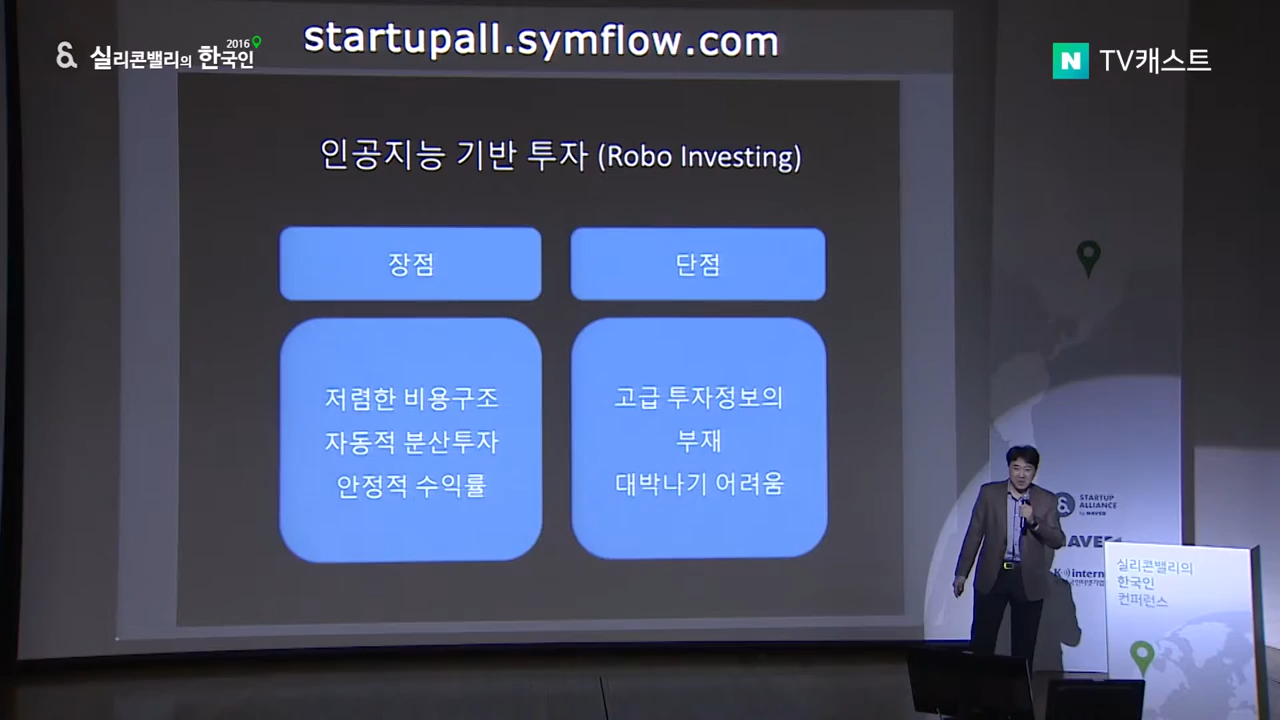 startupall.symflow.com
실리콘밸리의 한국인
2016
N TV캐스트
인공지능 기반 투자 (Robo Investing)
장점
단점
저렴한 비용구조
자동적 분산투자
안정적 수익률
고급 투자정보의
부재
대박나기 어려움
STARTUP
ALLIANCE
by NAVER
NAVER
K intern
실리콘밸리의
한국인
컨퍼런스